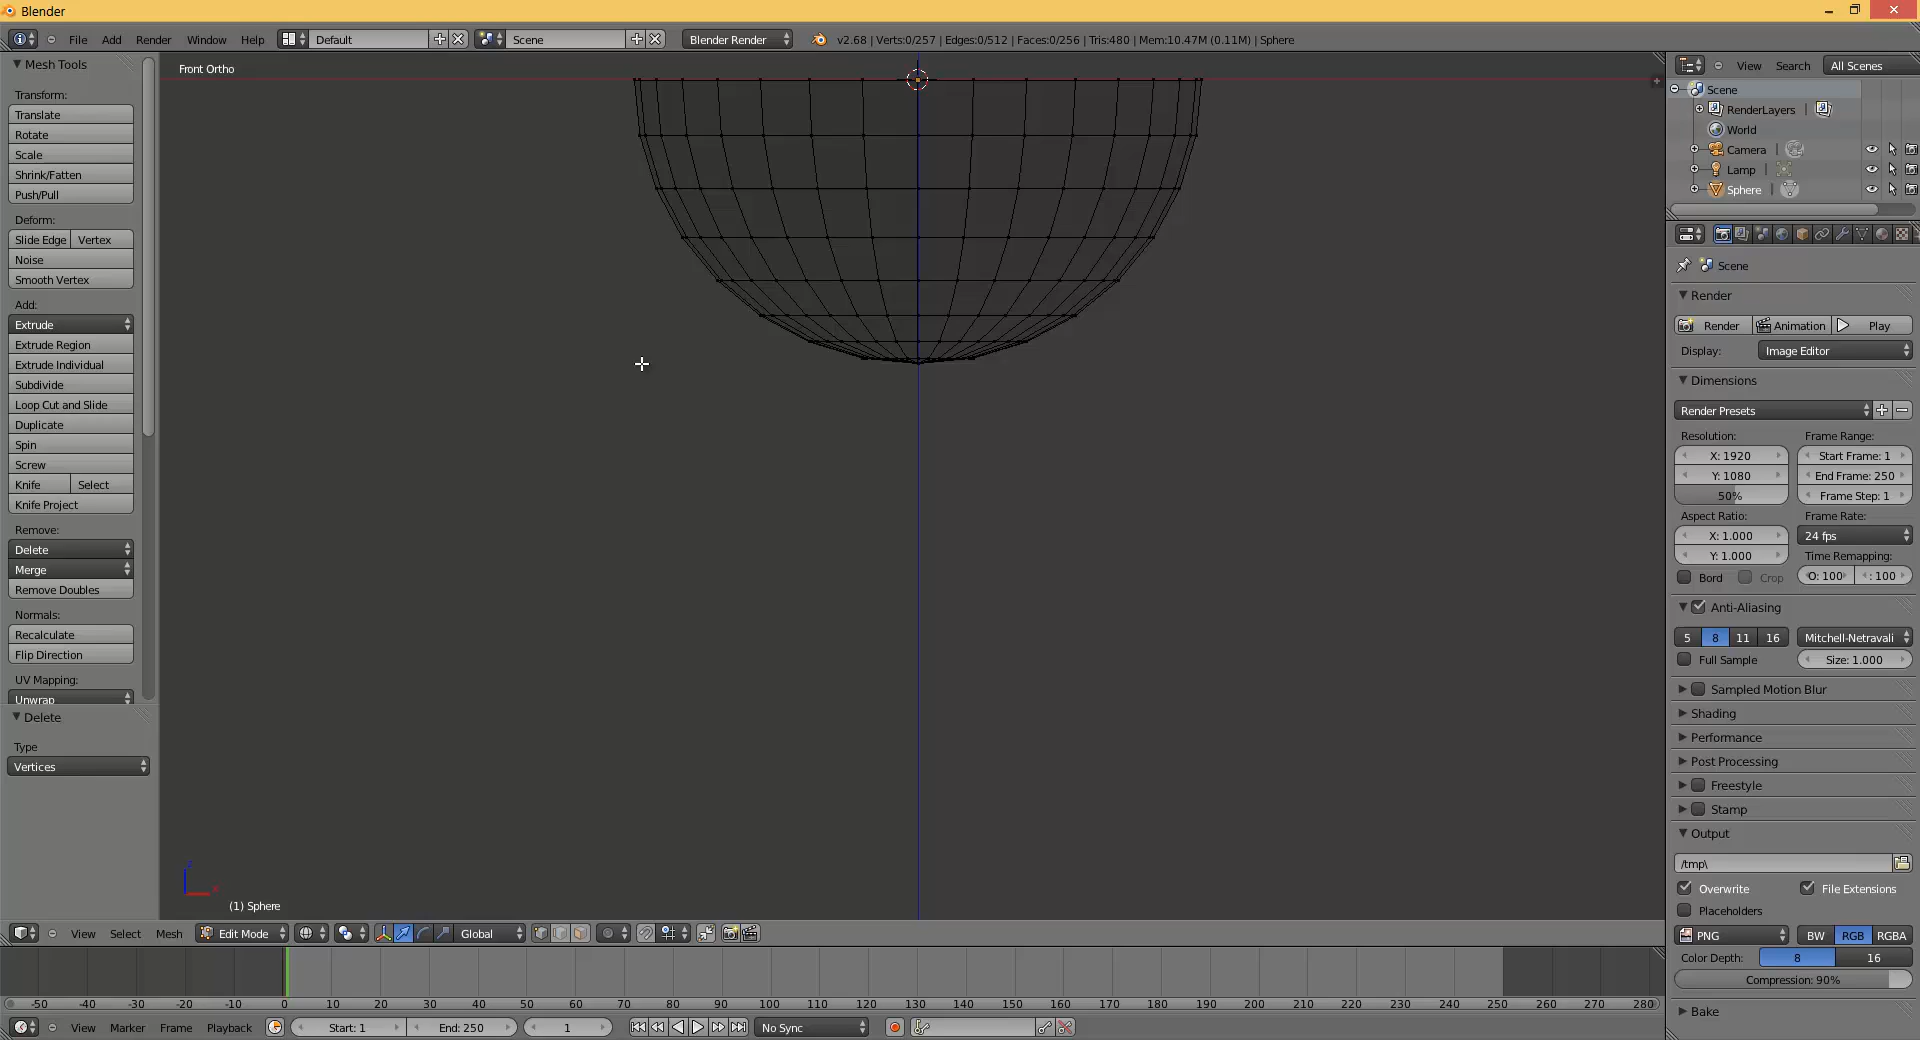 Blender
File Add Render Window Help Default Scene Blender Render v2.68 | Verts:0/257 | Edges:0/512 | Faces:0/256 | Tris:480 | Mem:10.47M (0.11M) | Sphere
Mesh Tools
Transform:
Translate
Rotate
Scale
Shrink/Fatten
Push/Pull
Deform:
Slide Edge Vertex
Noise
Smooth Vertex
Add:
Extrude
Extrude Region
Extrude Individual
Subdivide
Loop Cut and Slide
Duplicate
Spin
Screw
Knife Select
Knife Project
Remove:
Delete
Merge
Remove Doubles
Normals:
Recalculate
Flip Direction
UV Mapping:
Unwrap
Delete
Type
Vertices
Front Ortho
(1) Sphere
View Select Mesh Edit Mode Global
-50 -40 -30 -20 -10 0 10 20 30 40 50 60 70 80 90 100 110 120 130 140 150 160 170 180 190 200 210 220 230 240 250 260 270 280
View Marker Frame Playback Start: 1 End: 250 1 No Sync
View Search All Scenes
Scene
RenderLayers |
World
Camera |
Lamp |
Sphere |
Scene
Render
Render Animation Play
Display: Image Editor
Dimensions
Render Presets
Resolution: Frame Range:
X: 1920 Start Frame: 1
Y: 1080 End Frame: 250
50% Frame Step: 1
Aspect Ratio: Frame Rate:
X: 1.000 24 fps
Y: 1.000 Time Remapping:
Bord Crop O: 100 : 100
Anti-Aliasing
5 8 11 16 Mitchell-Netravali
Full Sample Size: 1.000
Sampled Motion Blur
Shading
Performance
Post Processing
Freestyle
Stamp
Output
/tmp\
Overwrite File Extensions
Placeholders
PNG BW RGB RGBA
Color Depth: 8 16
Compression: 90%
Bake